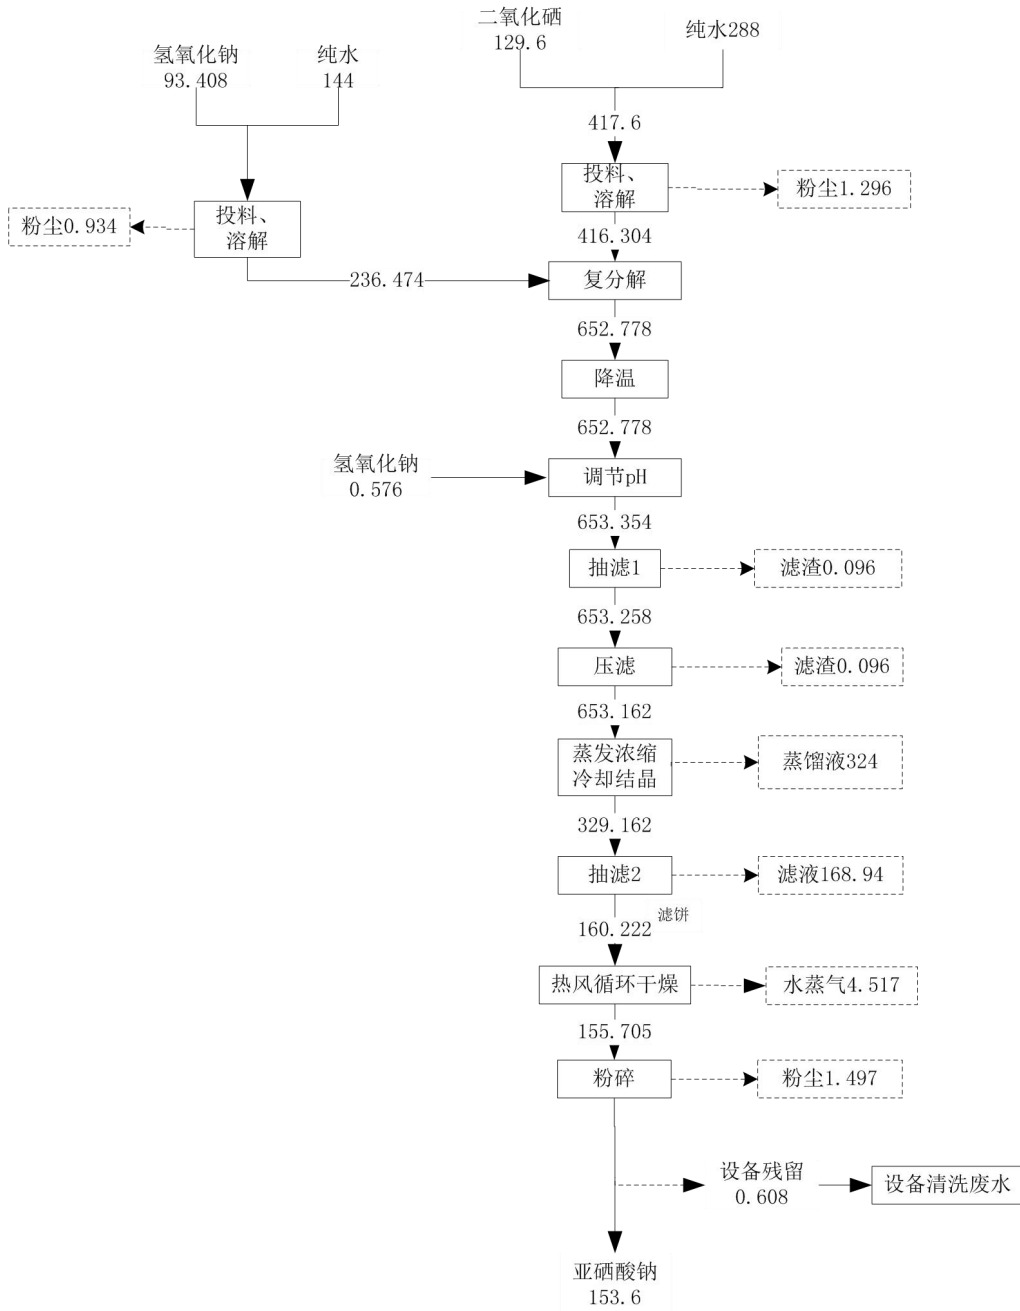 二氧化硒
129.6
纯水288
氢氧化钠
93.408
纯水
144
417.6
投料、
溶解
粉尘1.296
粉尘0.934
投料、
溶解
416.304
236.474
复分解
652.778
降温
652.778
氢氧化钠
0.576
调节pH
653.354
抽滤1
滤渣0.096
653.258
压滤
滤渣0.096
653.162
蒸发浓缩
冷却结晶
蒸馏液324
329.162
抽滤2
滤液168.94
滤饼
160.222
热风循环干燥
水蒸气4.517
155.705
粉碎
粉尘1.497
设备残留
0.608
设备清洗废水
亚硒酸钠
153.6